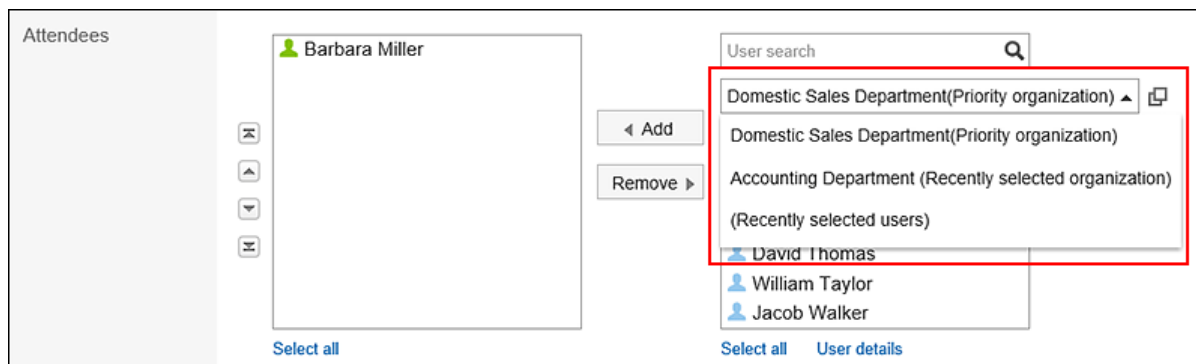 Attendees
Barbara Miller
User search
Domestic Sales Department(Priority organization)
Add
Domestic Sales Department(Priority organization)
Remove
Accounting Department (Recently selected organization)
(Recently selected users)
David Thomas
William Taylor
Jacob Walker
Select all
Select all
User details